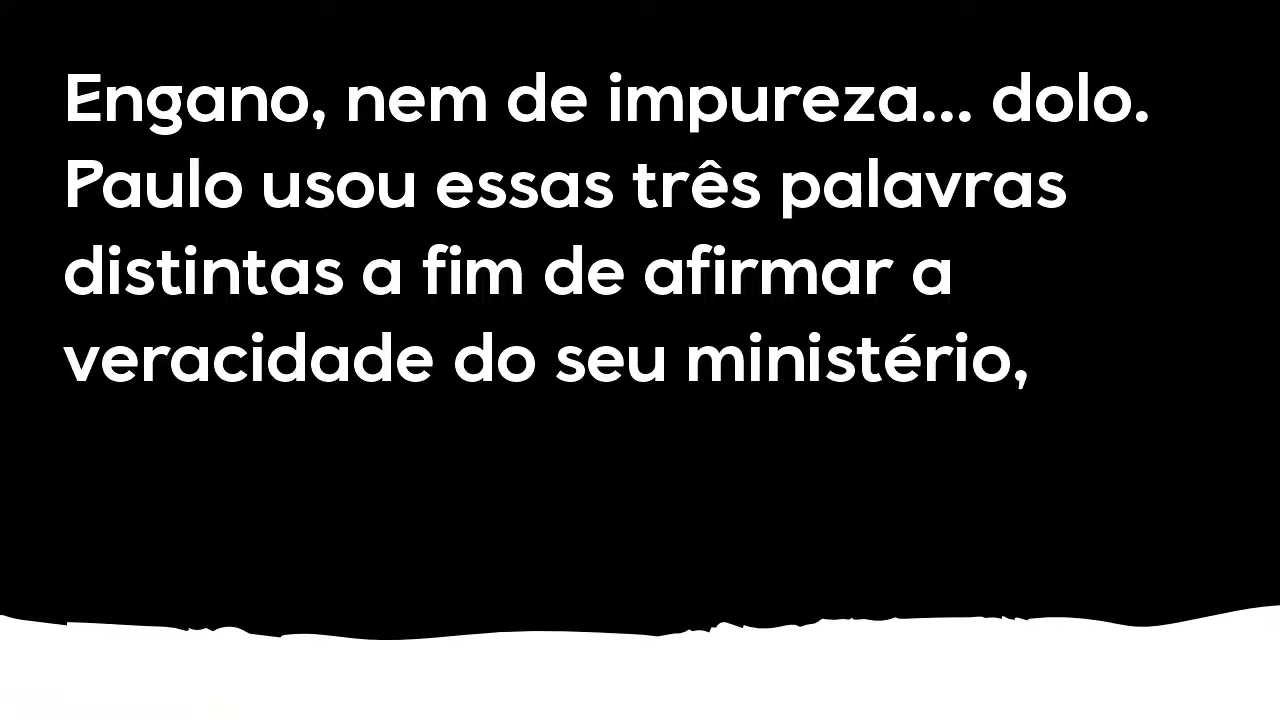 Engano, nem de impureza... dolo.
Paulo usou essas três palavras
distintas a fim de afirmar a
veracidade do seu ministério,